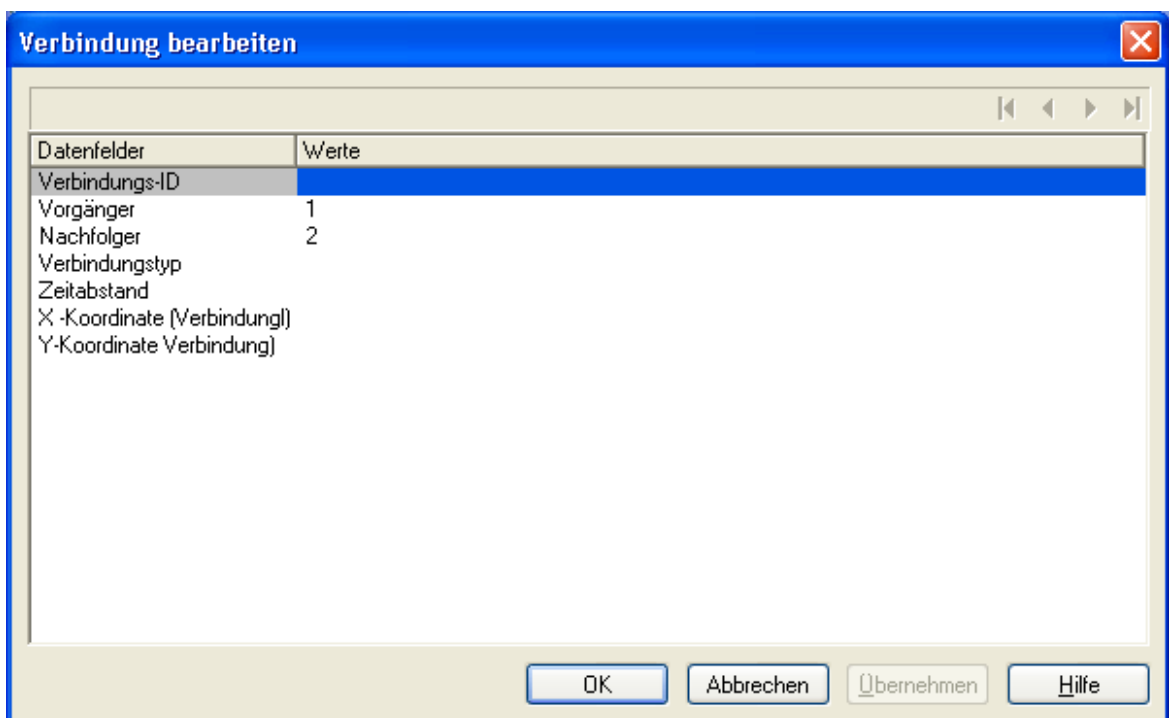 Verbindung bearbeiten
Datenfelder Werte
Verbindungs-ID
Vorgänger 1
Nachfolger 2
Verbindungstyp
Zeitabstand
X -Koordinate (Verbindungl)
Y-Koordinate Verbindung)
OK Abbrechen Übernehmen Hilfe